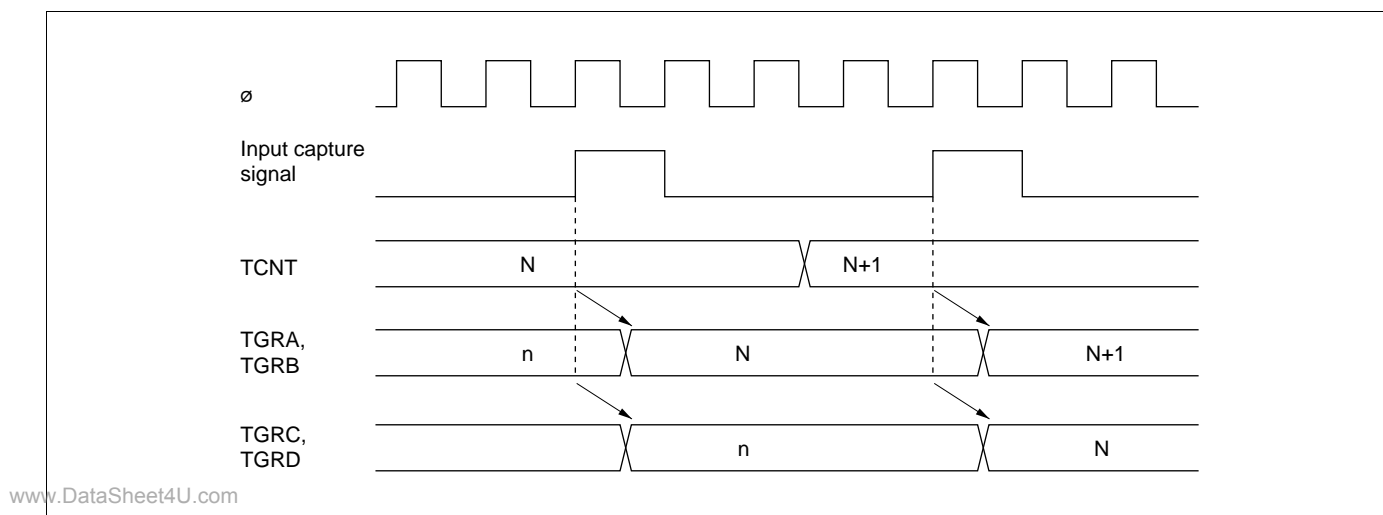 ø
Input capture
signal
TCNT
N
N+1
TGRA,
TGRB
n
N
N+1
TGRC,
TGRD
n
N
www.DataSheet4U.com